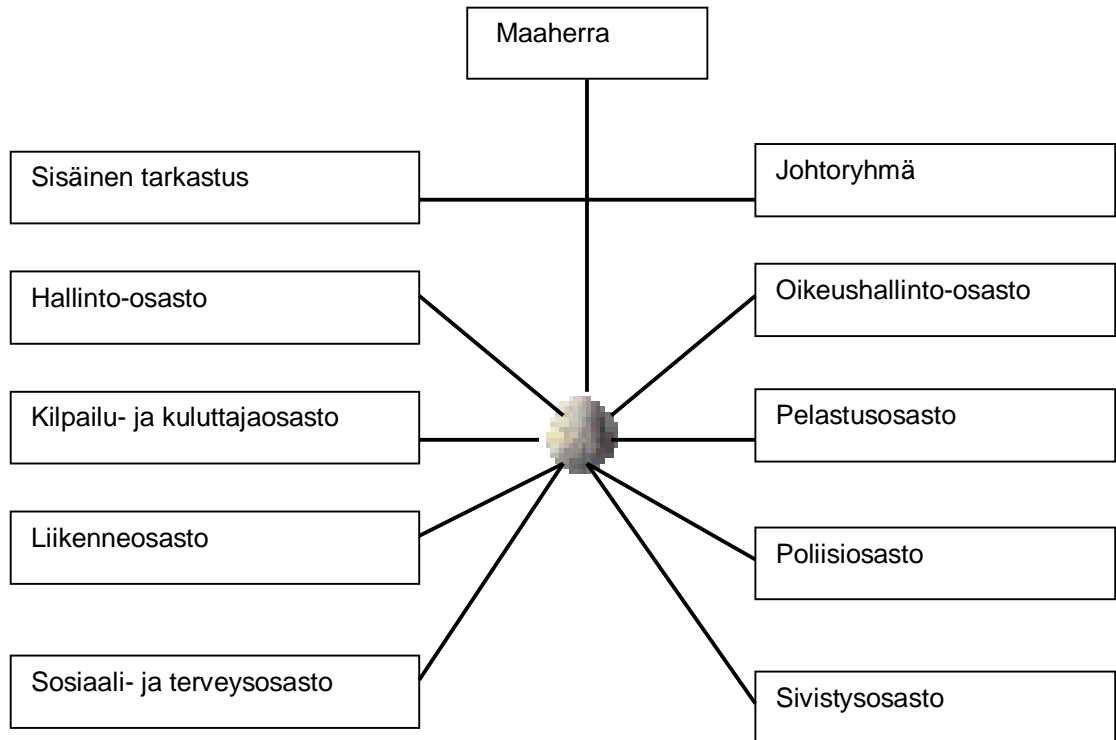 Maaherra
Sisäinen tarkastus
Johtoryhmä
Hallinto-osasto
Oikeushallinto-osasto
Kilpailu- ja kuluttajaosasto
Pelastusosasto
Liikenneosasto
Poliisiosasto
Sosiaali- ja terveysosasto
Sivistysosasto